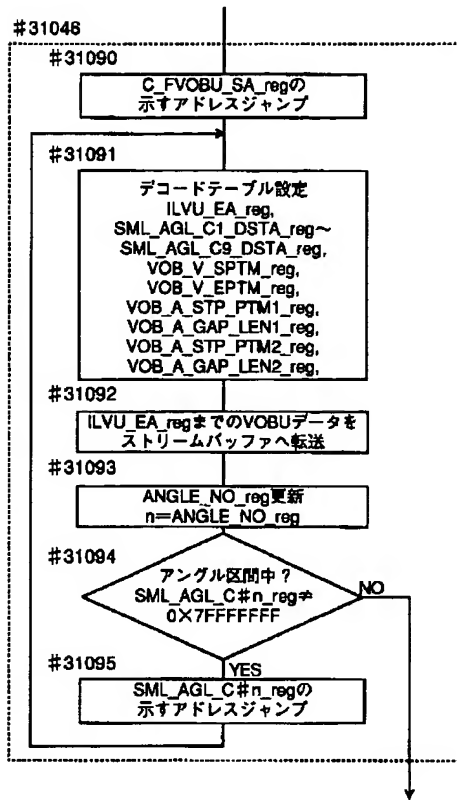 #31046
#31090
C_FVOBU_SA_regの
示すアドレスジャンプ
#31091
デコードテーブル設定
ILVU_EA_reg,
SML_AGL_C1_DSTA_reg～
SML_AGL_C9_DSTA_reg,
VOB_V_SPTM_reg,
VOB_V_EPTM_reg,
VOB_A_STP_PTM1_reg,
VOB_A_GAP_LEN1_reg,
VOB_A_STP_PTM2_reg,
VOB_A_GAP_LEN2_reg,
#31092
ILVU_EA_regまでのVOBUデータを
ストリームバッファへ転送
#31093
ANGLE_NO_reg更新
n=ANGLE_NO_reg
#31094
アングル区間中?
SML_AGL_C#n_reg≠
0×7FFFFFFF
NO
#31095
YES
SML_AGL_C#n_regの
示すアドレスジャンプ